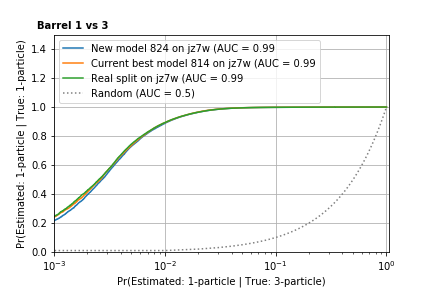 Barrel 1 vs 3
Pr(Estimated: 1-particle | True: 1-particle)
1.4
1.2
1.0
0.8
0.6
0.4
0.2
0.0
New model 824 on jz7w (AUC = 0.99
Current best model 814 on jz7w (AUC = 0.99
Real split on jz7w (AUC = 0.99
Random (AUC = 0.5)
10⁻³ 10⁻² 10⁻¹ 10⁰
Pr(Estimated: 1-particle | True: 3-particle)